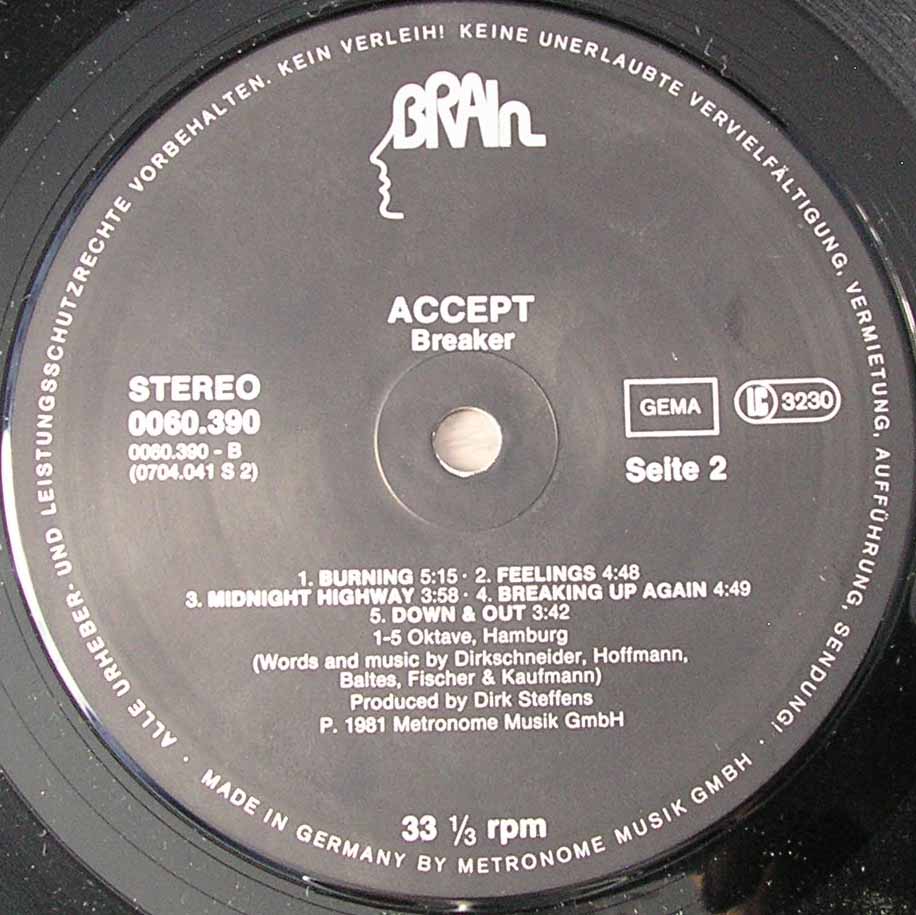 ALLE URHEBER- UND LEISTUNGSSCHUTZRECHTE VORBEHALTEN. KEIN VERLEIH! KEINE UNERLAUBTE VERVIELFÄLTIGUNG, VERMIETUNG, AUFFÜHRUNG, SENDUNG!
BRAIn
ACCEPT
Breaker
STEREO
0060.390
0060.390 - B
(0704.041 S 2)
GEMA
LC 3230
Seite 2
1. BURNING 5:15 · 2. FEELINGS 4:48
3. MIDNIGHT HIGHWAY 3:58 · 4. BREAKING UP AGAIN 4:49
5. DOWN & OUT 3:42
1-5 Oktave, Hamburg
(Words and music by Dirkschneider, Hoffmann,
Baltes, Fischer & Kaufmann)
Produced by Dirk Steffens
P. 1981 Metronome Musik GmbH
33 1/3 rpm
· MADE IN GERMANY BY METRONOME MUSIK GMBH ·